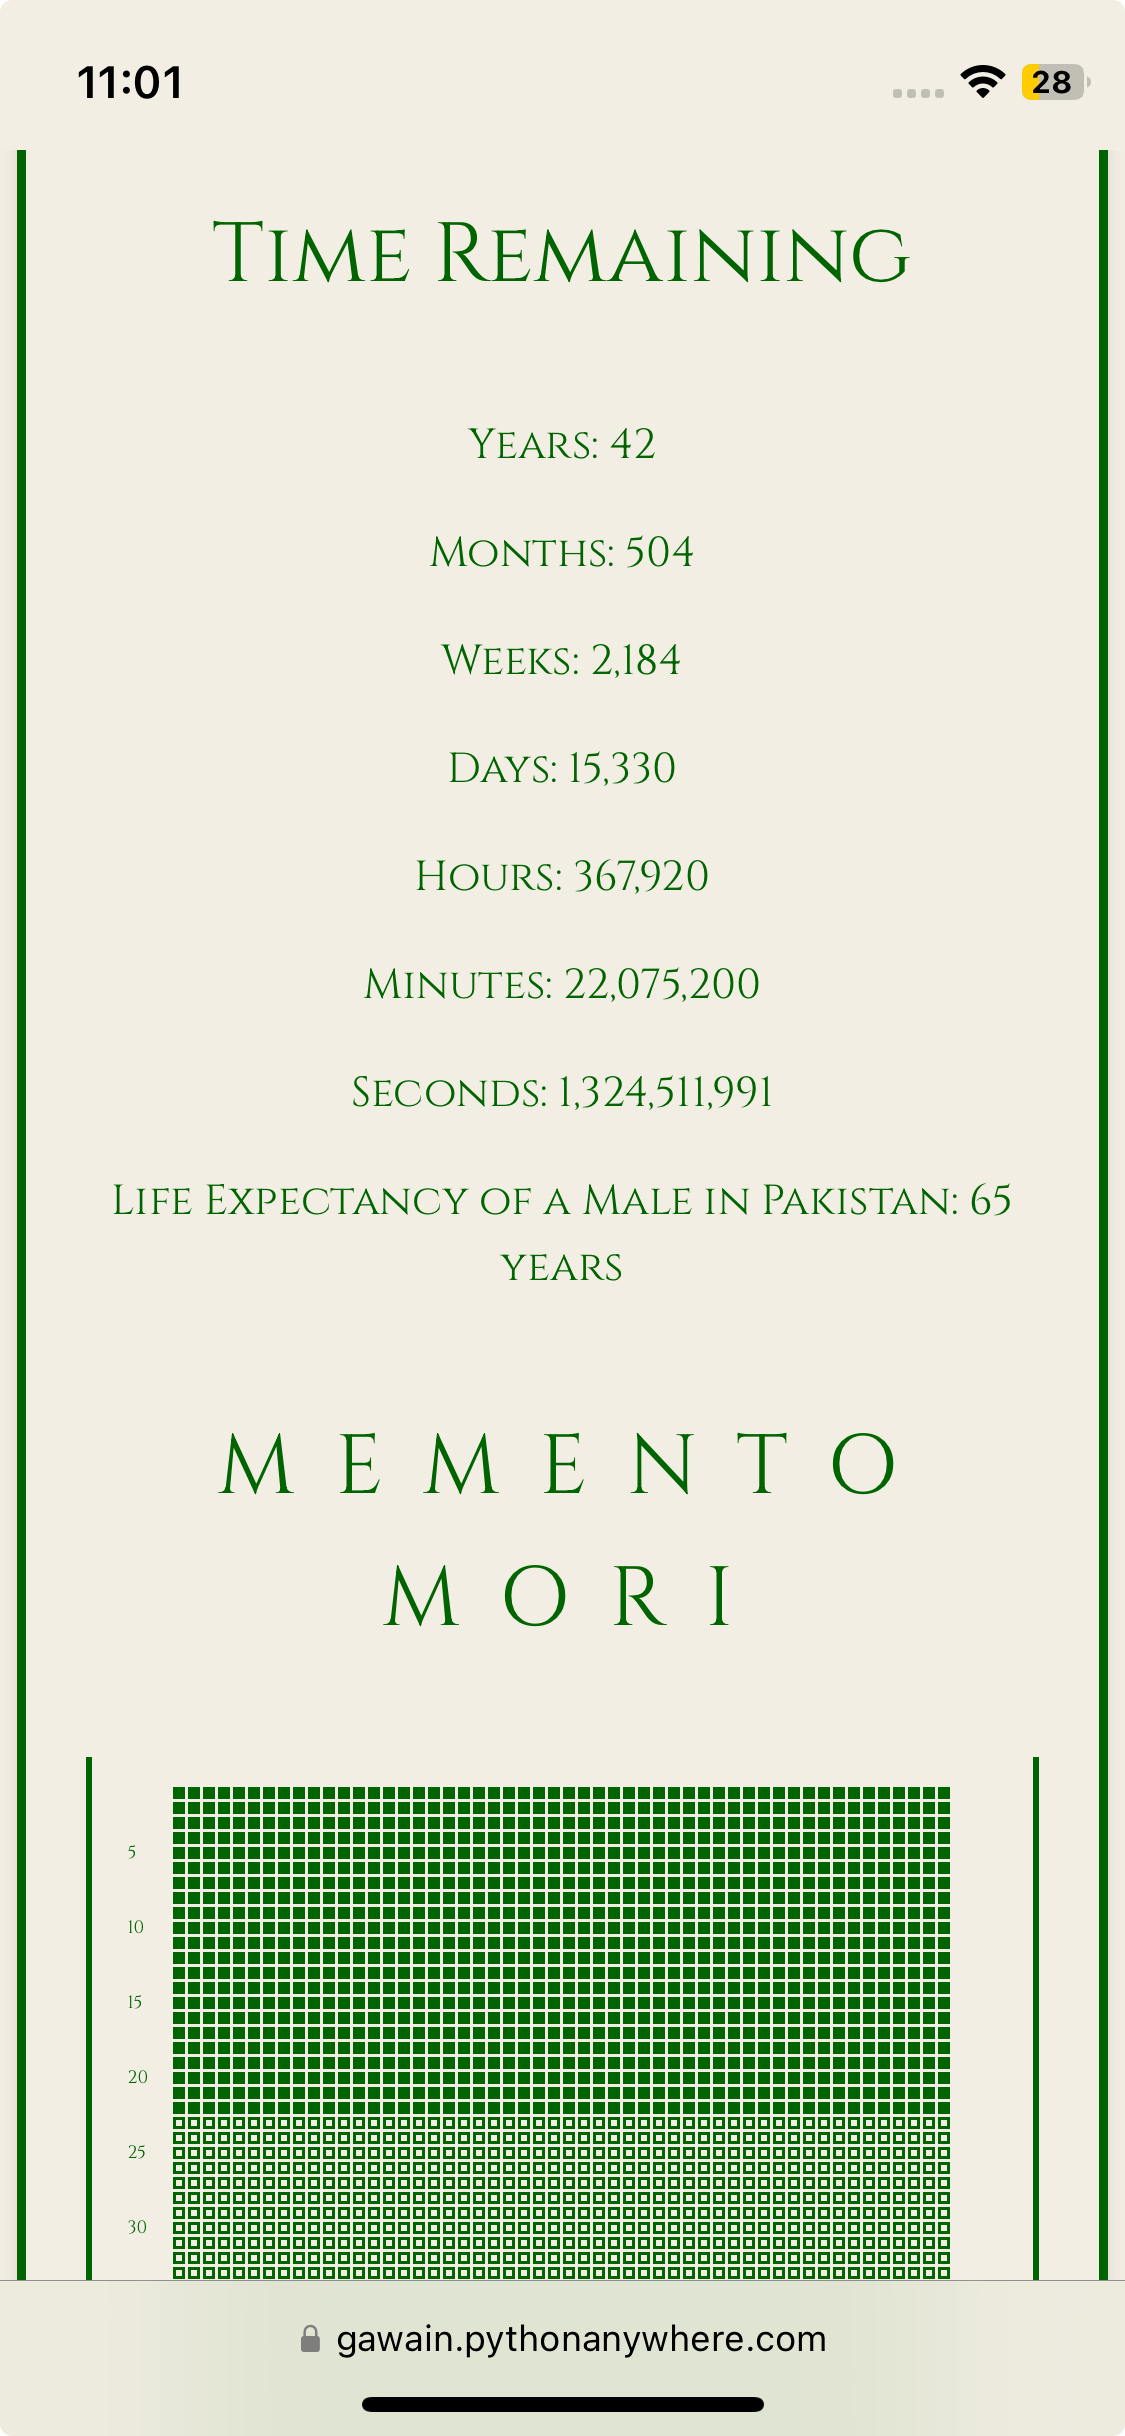 11:01
28
Time Remaining
Years: 42
Months: 504
Weeks: 2,184
Days: 15,330
Hours: 367,920
Minutes: 22,075,200
Seconds: 1,324,511,991
Life Expectancy of a Male in Pakistan: 65
years
MEMENTO
MORI
5
10
15
20
25
30
gawain.pythonanywhere.com